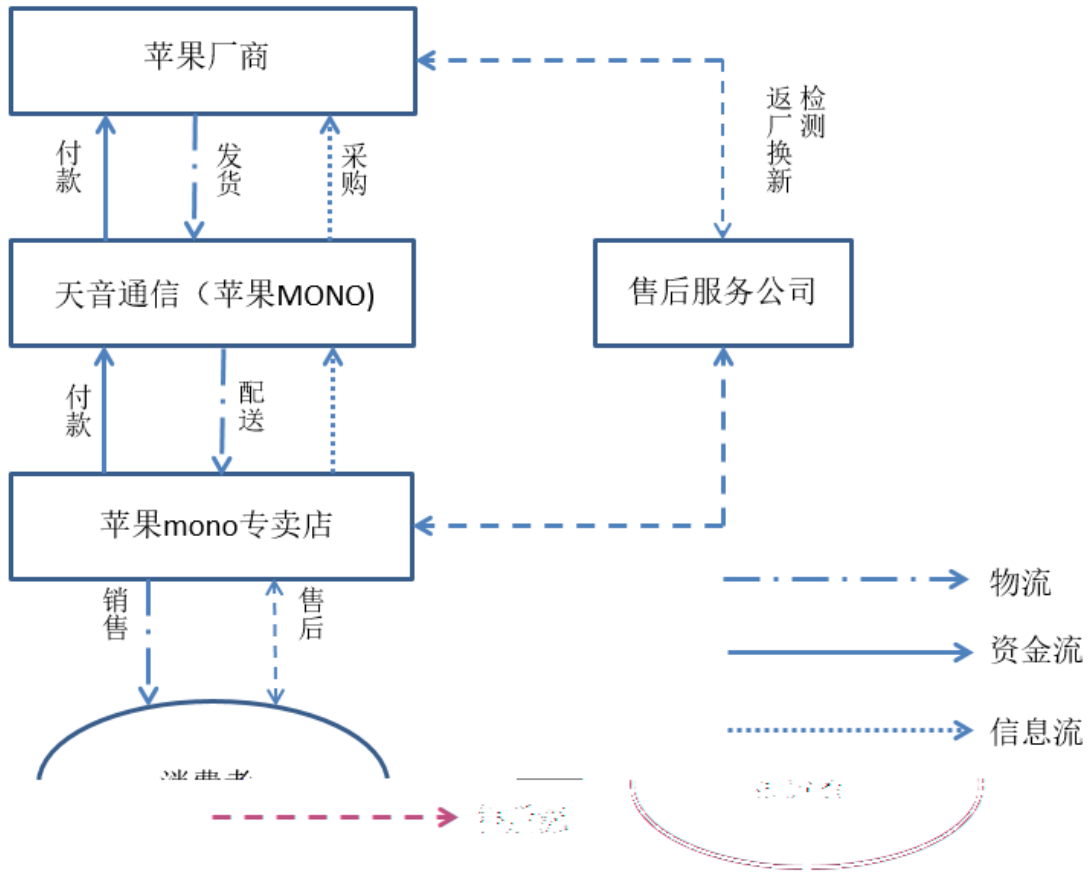 苹果厂商
付款
发货
采购
检测
返厂换新
天音通信（苹果MONO)
售后服务公司
付款
配送
苹果mono专卖店
销售
售后
物流
资金流
信息流